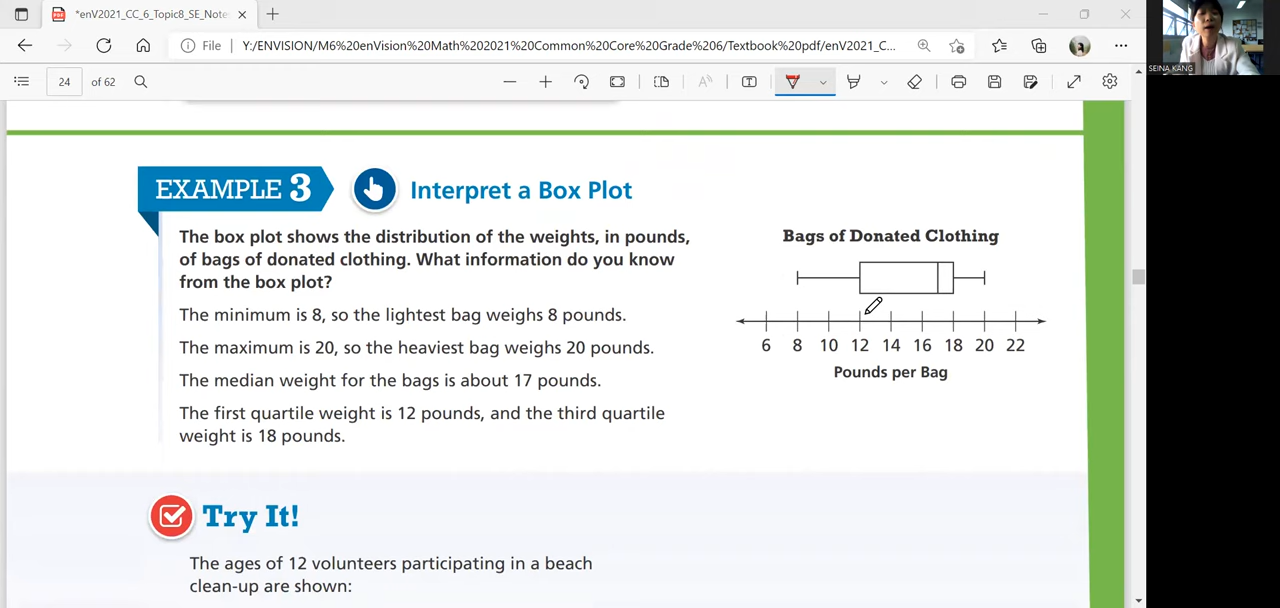 *enV2021_CC_6_Topic8_SE_Note
File
Y:/ENVISION/M6%20enVision%20Math%202021%20Common%20Core%20Grade%206/Textbook%20pdf/enV2021_C...
SEINA KANG
24 of 62
EXAMPLE 3 Interpret a Box Plot
The box plot shows the distribution of the weights, in pounds,
of bags of donated clothing. What information do you know
from the box plot?
The minimum is 8, so the lightest bag weighs 8 pounds.
The maximum is 20, so the heaviest bag weighs 20 pounds.
The median weight for the bags is about 17 pounds.
The first quartile weight is 12 pounds, and the third quartile
weight is 18 pounds.
Bags of Donated Clothing
6 8 10 12 14 16 18 20 22
Pounds per Bag
Try It!
The ages of 12 volunteers participating in a beach
clean-up are shown: